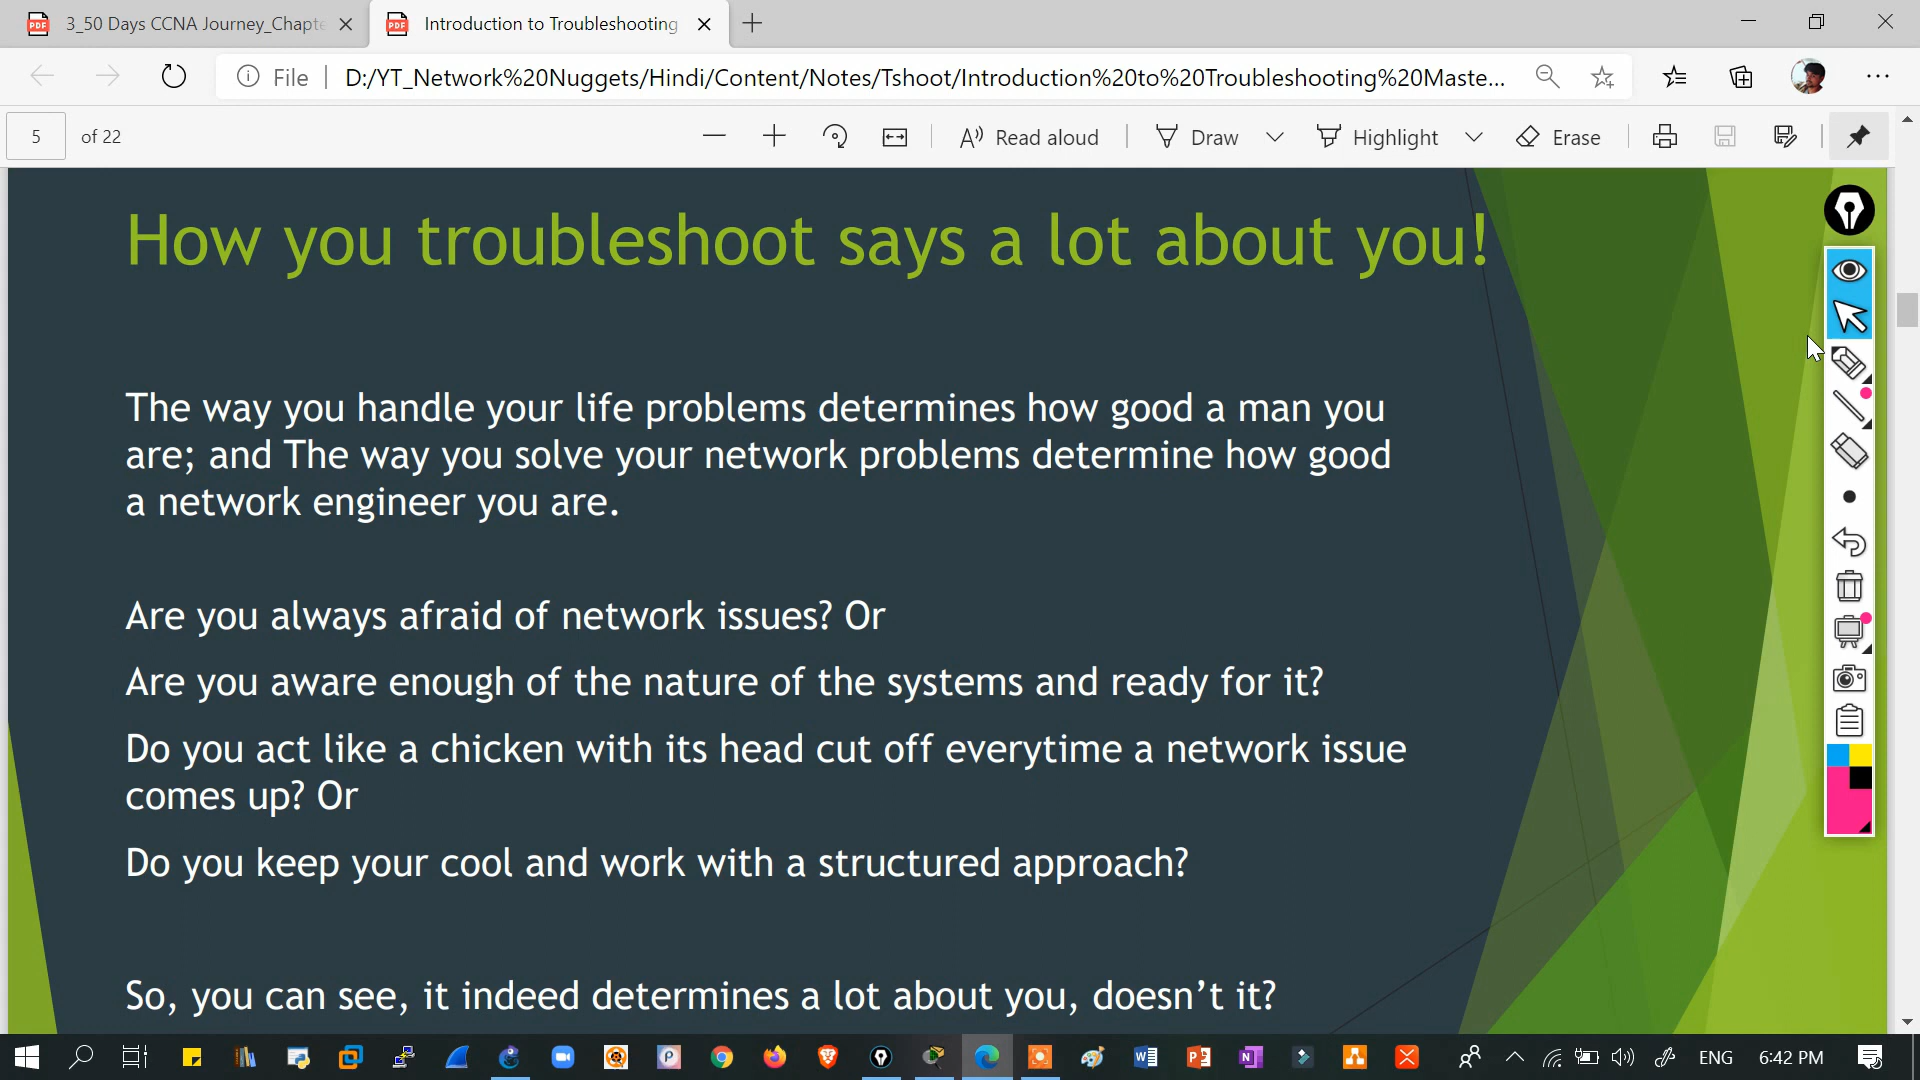 3_50 Days CCNA Journey_Chapte
Introduction to Troubleshooting
File
D:/YT_Network%20Nuggets/Hindi/Content/Notes/Tshoot/Introduction%20to%20Troubleshooting%20Maste...
5 of 22
Read aloud
Draw
Highlight
Erase
How you troubleshoot says a lot about you!
The way you handle your life problems determines how good a man you
are; and The way you solve your network problems determine how good
a network engineer you are.
Are you always afraid of network issues? Or
Are you aware enough of the nature of the systems and ready for it?
Do you act like a chicken with its head cut off everytime a network issue
comes up? Or
Do you keep your cool and work with a structured approach?
So, you can see, it indeed determines a lot about you, doesn’t it?
ENG
6:42 PM